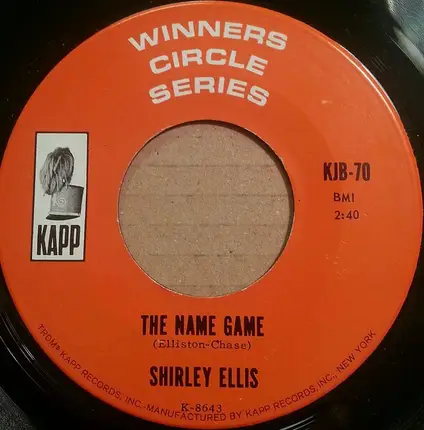 WINNERS
CIRCLE
SERIES
KAPP
KJB-70
BMI
2:40
THE NAME GAME
(Elliston-Chase)
SHIRLEY ELLIS
K-8643
KAPP RECORDS, INC.-MANUFACTURED BY KAPP RECORDS, INC., NEW YORK